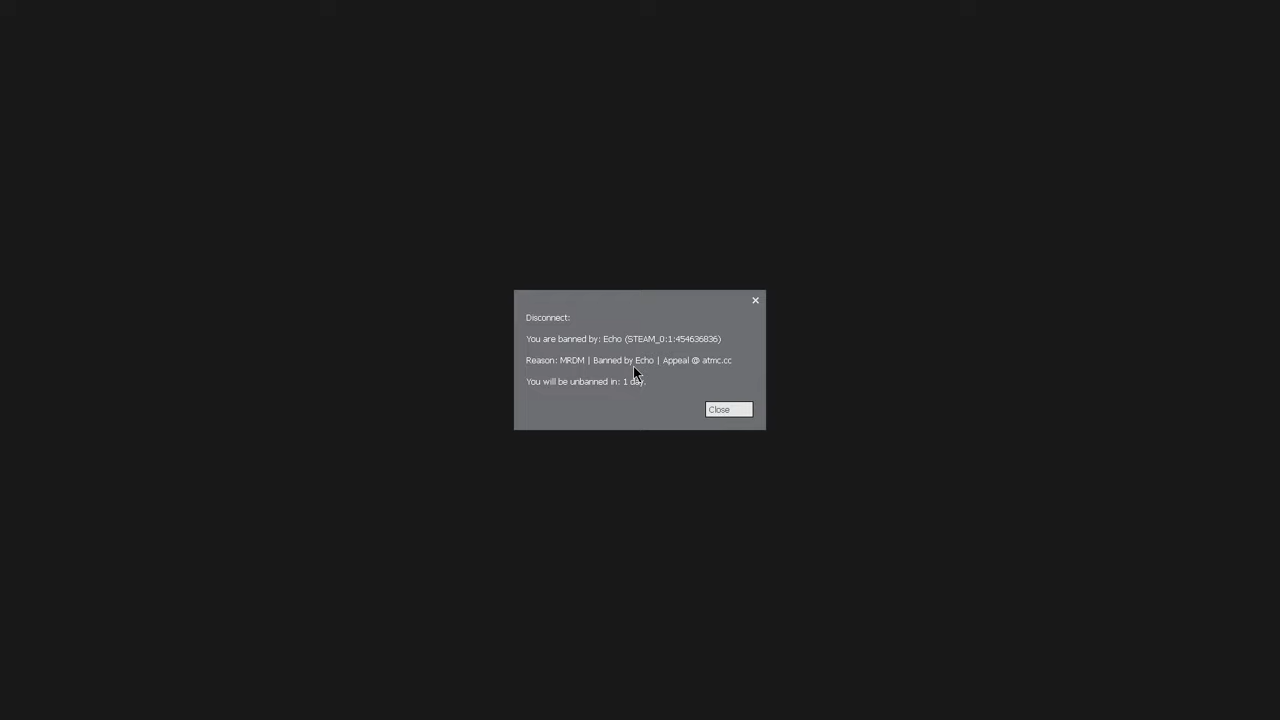 Disconnect:
You are banned by: Echo (STEAM_0:1:454636836)
Reason: MRDM | Banned by Echo | Appeal @ atmc.cc
You will be unbanned in: 1 day.
Close